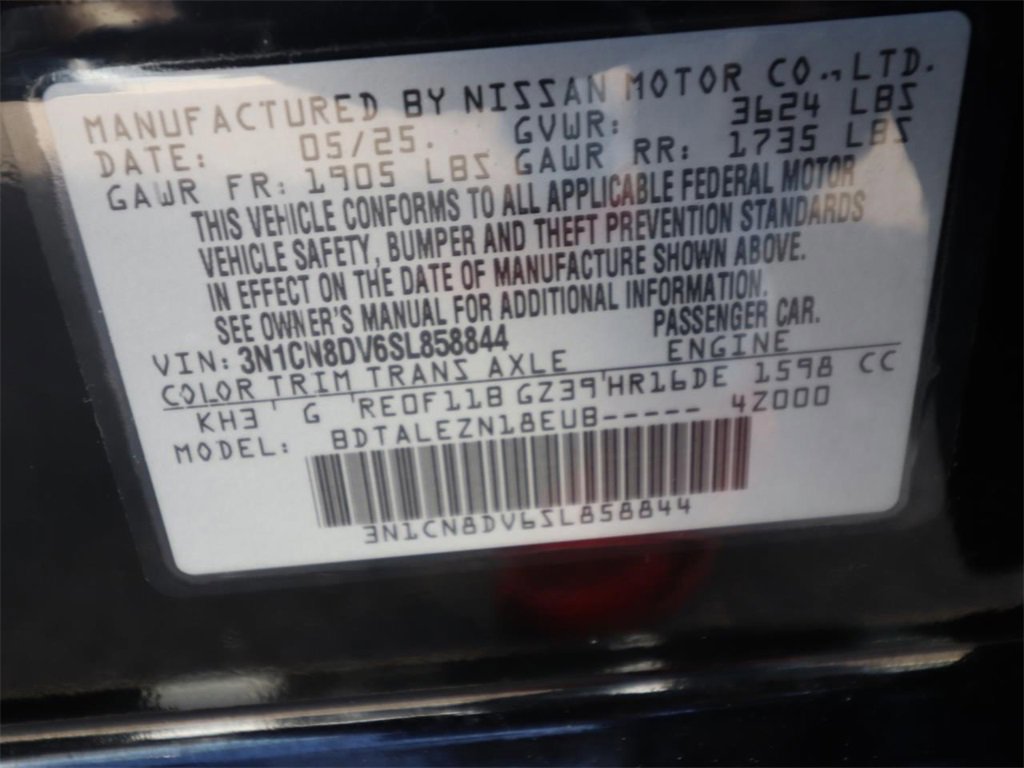 MANUFACTURED BY NISSAN MOTOR CO., LTD.
DATE: 05/25. GVWR: 3624 LBS
GAWR FR: 1905 LBS GAWR RR: 1735 LBS
THIS VEHICLE CONFORMS TO ALL APPLICABLE FEDERAL MOTOR
VEHICLE SAFETY, BUMPER AND THEFT PREVENTION STANDARDS
IN EFFECT ON THE DATE OF MANUFACTURE SHOWN ABOVE.
SEE OWNER'S MANUAL FOR ADDITIONAL INFORMATION.
VIN: 3N1CN8DV6SL858844 PASSENGER CAR.
COLOR TRIM TRANS AXLE ENGINE
KH3 G RE0F11B GZ39 HR16DE 1598 CC
MODEL: BDTALEZN18EUB----- 4Z000
3N1CN8DV6SL858844